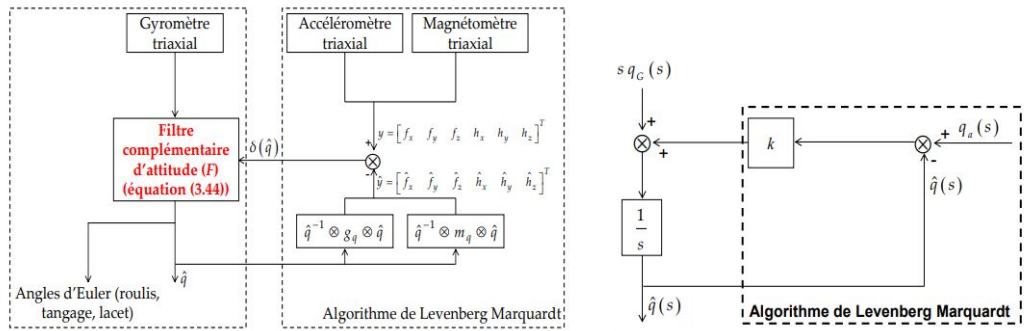 Gyromètre
triaxial
Accéléromètre
triaxial
Magnétomètre
triaxial
Filtre
complémentaire
d'attitude (F)
(équation (3.44))
δ(q̂)
+
y = [f_x f_y f_z h_x h_y h_z]^T
-
ŷ = [f̂_x f̂_y f̂_z ĥ_x ĥ_y ĥ_z]^T
q̂^-1 ⊗ g_q ⊗ q̂
q̂^-1 ⊗ m_q ⊗ q̂
q̂
Angles d'Euler (roulis,
tangage, lacet)
Algorithme de Levenberg Marquardt
s q_G (s)
+
+
k
+ q_a (s)
-
q̂(s)
1/s
q̂(s)
Algorithme de Levenberg Marquardt